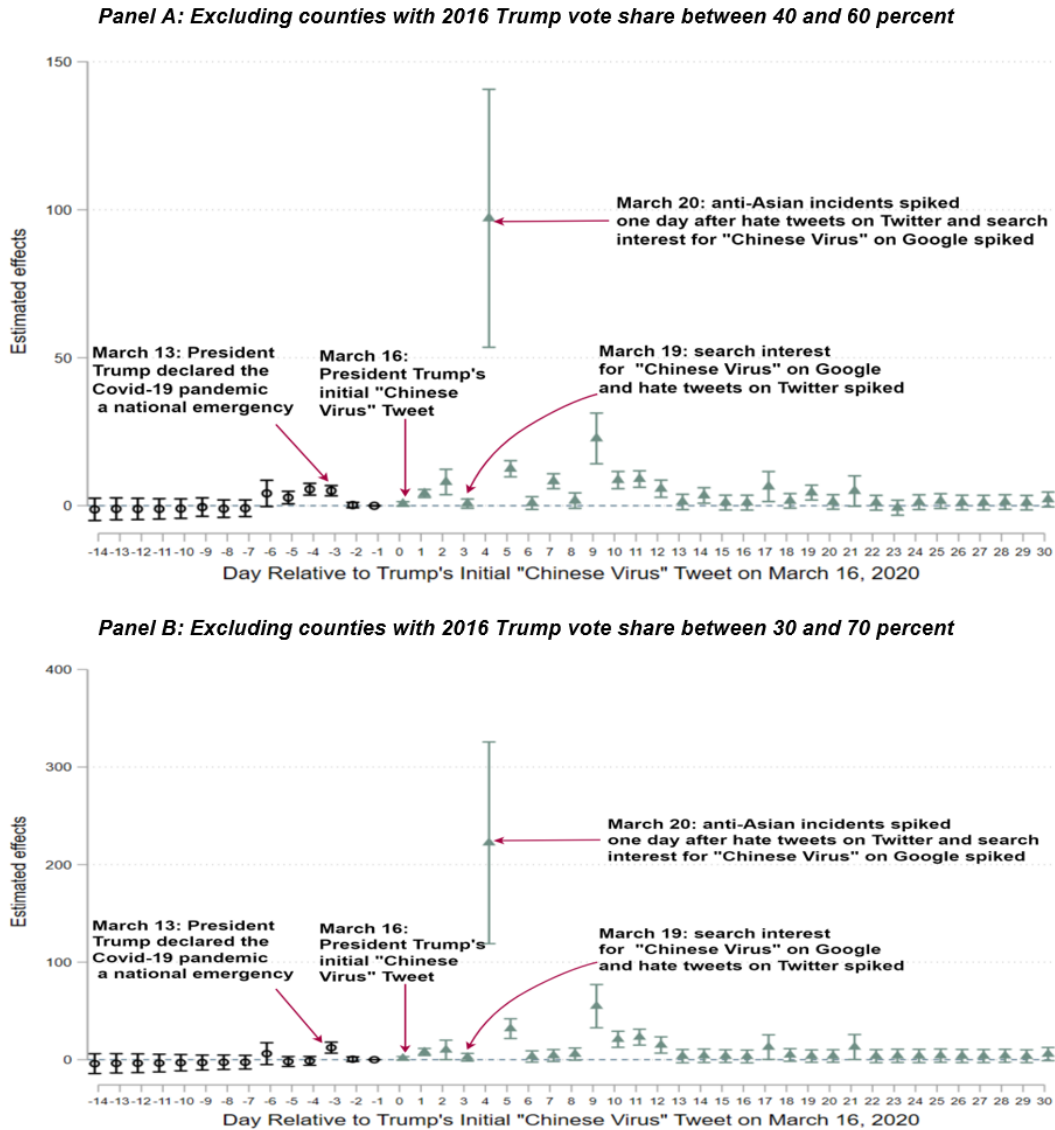 Panel A: Excluding counties with 2016 Trump vote share between 40 and 60 percent
150
100
50
0
Estimated effects
March 20: anti-Asian incidents spiked
one day after hate tweets on Twitter and search
interest for "Chinese Virus" on Google spiked
March 13: President
Trump declared the
Covid-19 pandemic
a national emergency
March 16:
President Trump's
initial "Chinese
Virus" Tweet
March 19: search interest
for "Chinese Virus" on Google
and hate tweets on Twitter spiked
-14 -13 -12 -11 -10 -9 -8 -7 -6 -5 -4 -3 -2 -1 0 1 2 3 4 5 6 7 8 9 10 11 12 13 14 15 16 17 18 19 20 21 22 23 24 25 26 27 28 29 30
Day Relative to Trump's Initial "Chinese Virus" Tweet on March 16, 2020
Panel B: Excluding counties with 2016 Trump vote share between 30 and 70 percent
400
300
200
100
0
Estimated effects
March 20: anti-Asian incidents spiked
one day after hate tweets on Twitter and search
interest for "Chinese Virus" on Google spiked
March 13: President
Trump declared the
Covid-19 pandemic
a national emergency
March 16:
President Trump's
initial "Chinese
Virus" Tweet
March 19: search interest
for "Chinese Virus" on Google
and hate tweets on Twitter spiked
-14 -13 -12 -11 -10 -9 -8 -7 -6 -5 -4 -3 -2 -1 0 1 2 3 4 5 6 7 8 9 10 11 12 13 14 15 16 17 18 19 20 21 22 23 24 25 26 27 28 29 30
Day Relative to Trump's Initial "Chinese Virus" Tweet on March 16, 2020